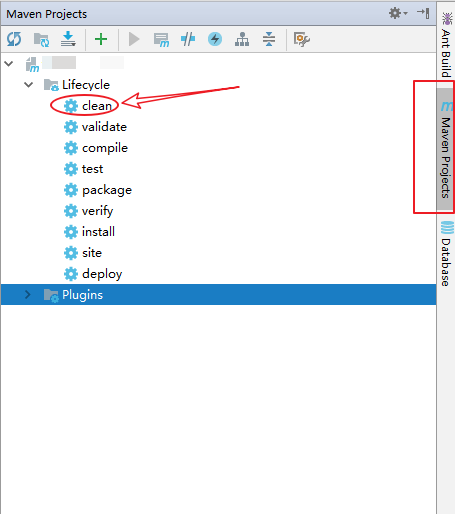 Maven Projects
Lifecycle
clean
validate
compile
test
package
verify
install
site
deploy
Plugins
Ant Build
Maven Projects
Database